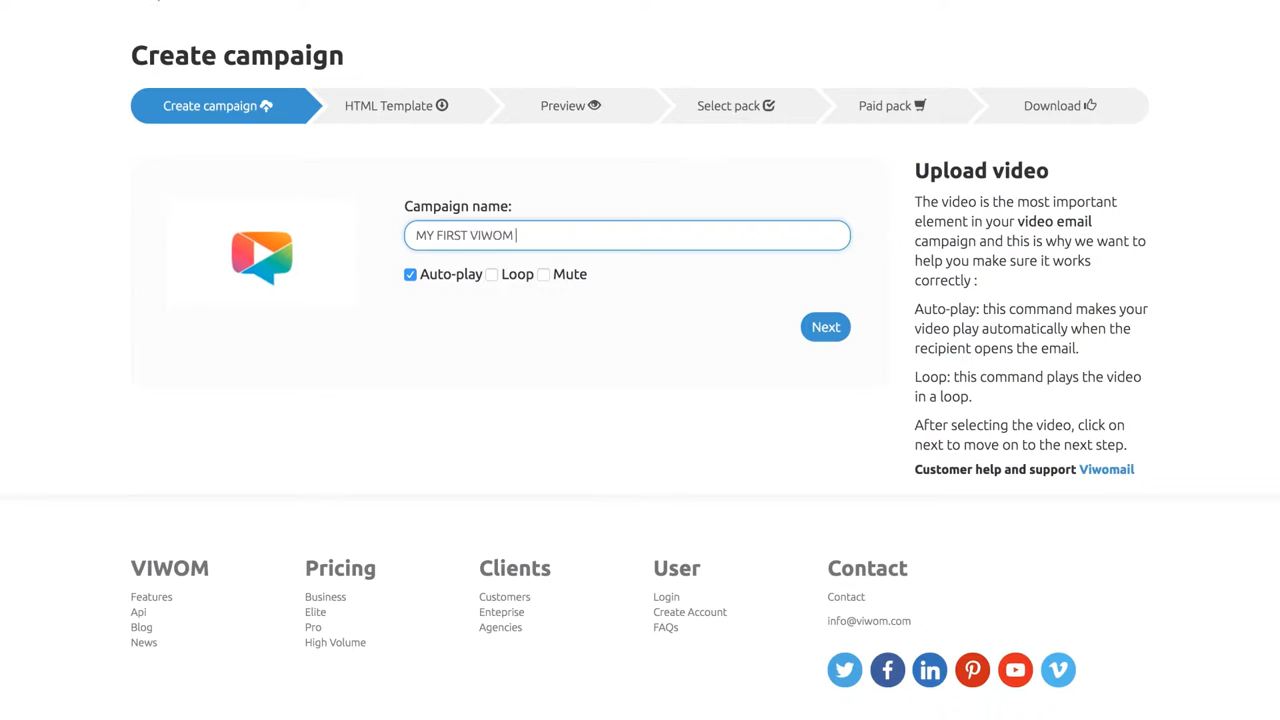 Create campaign
Create campaign
HTML Template
Preview
Select pack
Paid pack
Download
Campaign name:
MY FIRST VIWOM
Auto-play Loop Mute
Next
Upload video
The video is the most important
element in your video email
campaign and this is why we want to
help you make sure it works
correctly :
Auto-play: this command makes your
video play automatically when the
recipient opens the email.
Loop: this command plays the video
in a loop.
After selecting the video, click on
next to move on to the next step.
Customer help and support Viwomail
VIWOM
Features
Api
Blog
News
Pricing
Business
Elite
Pro
High Volume
Clients
Customers
Enteprise
Agencies
User
Login
Create Account
FAQs
Contact
Contact
info@viwom.com